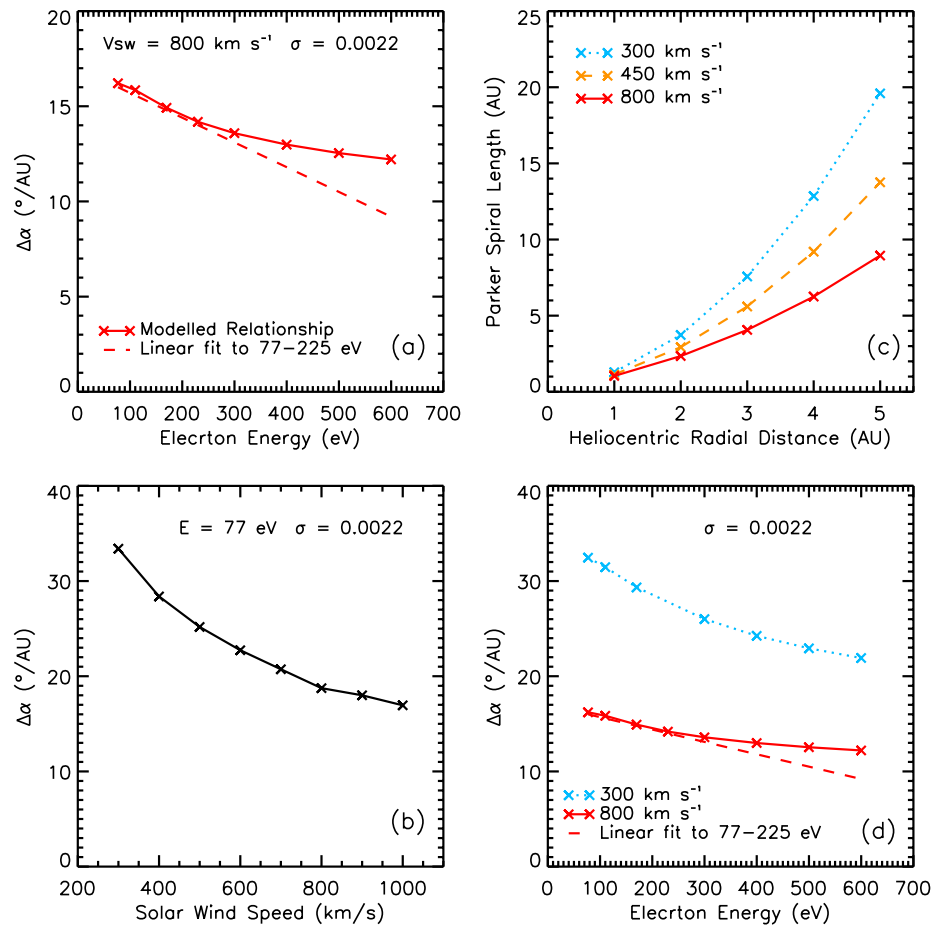 Vsw = 800 km s⁻¹ σ = 0.0022
20
15
10
5
0
Δα (°/AU)
Modelled Relationship
Linear fit to 77−225 eV
(a)
0 100 200 300 400 500 600 700
Elecrton Energy (eV)
300 km s⁻¹
450 km s⁻¹
800 km s⁻¹
25
20
15
10
5
0
Parker Spiral Length (AU)
(c)
0 1 2 3 4 5
Heliocentric Radial Distance (AU)
E = 77 eV σ = 0.0022
40
30
20
10
0
Δα (°/AU)
(b)
200 400 600 800 1000
Solar Wind Speed (km/s)
σ = 0.0022
40
30
20
10
0
Δα (°/AU)
300 km s⁻¹
800 km s⁻¹
Linear fit to 77−225 eV
(d)
0 100 200 300 400 500 600 700
Elecrton Energy (eV)